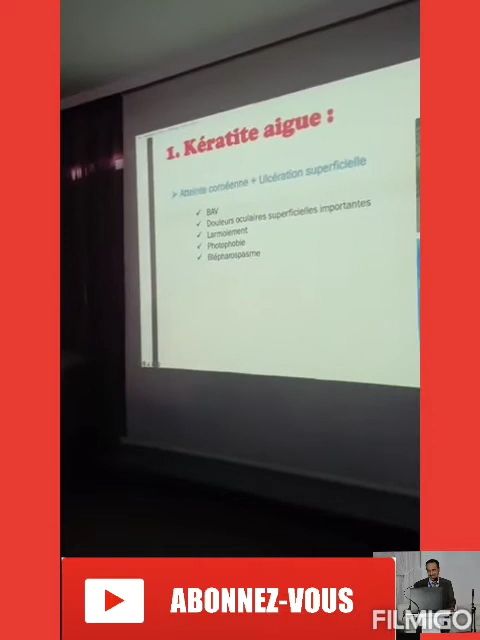 1. Kératite aigue :
➤ Atteinte cornéenne + Ulcération superficielle
✓ BAV
✓ Douleurs oculaires superficielles importantes
✓ Larmoiement
✓ Photophobie
✓ Blépharospasme
ABONNEZ-VOUS
FILMIGO